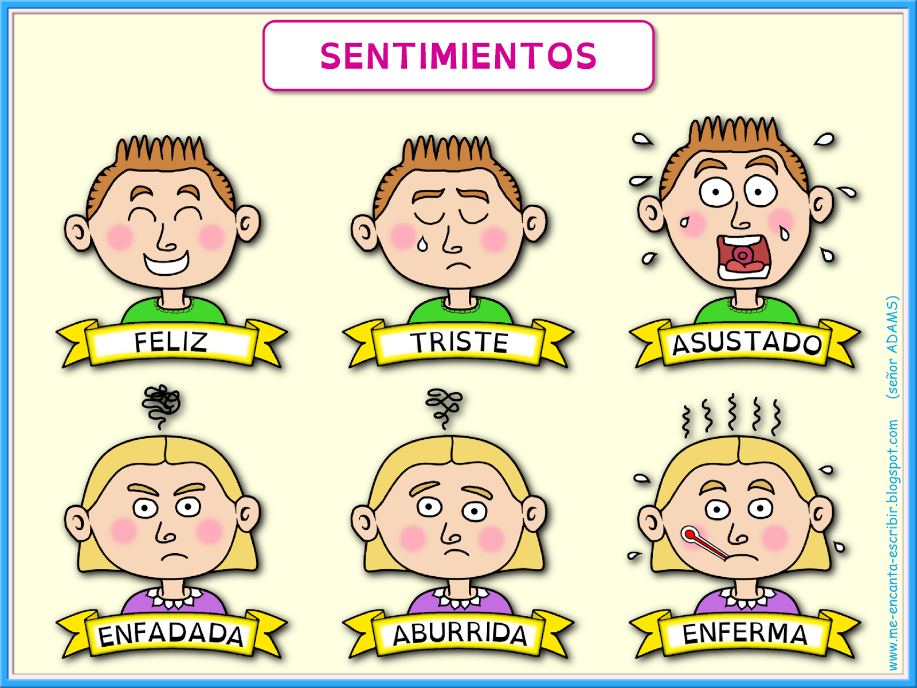 SENTIMIENTOS
FELIZ
TRISTE
ASUSTADO
ENFADADA
ABURRIDA
ENFERMA
www.me-encanta-escribir.blogspot.com (señor ADAMS)